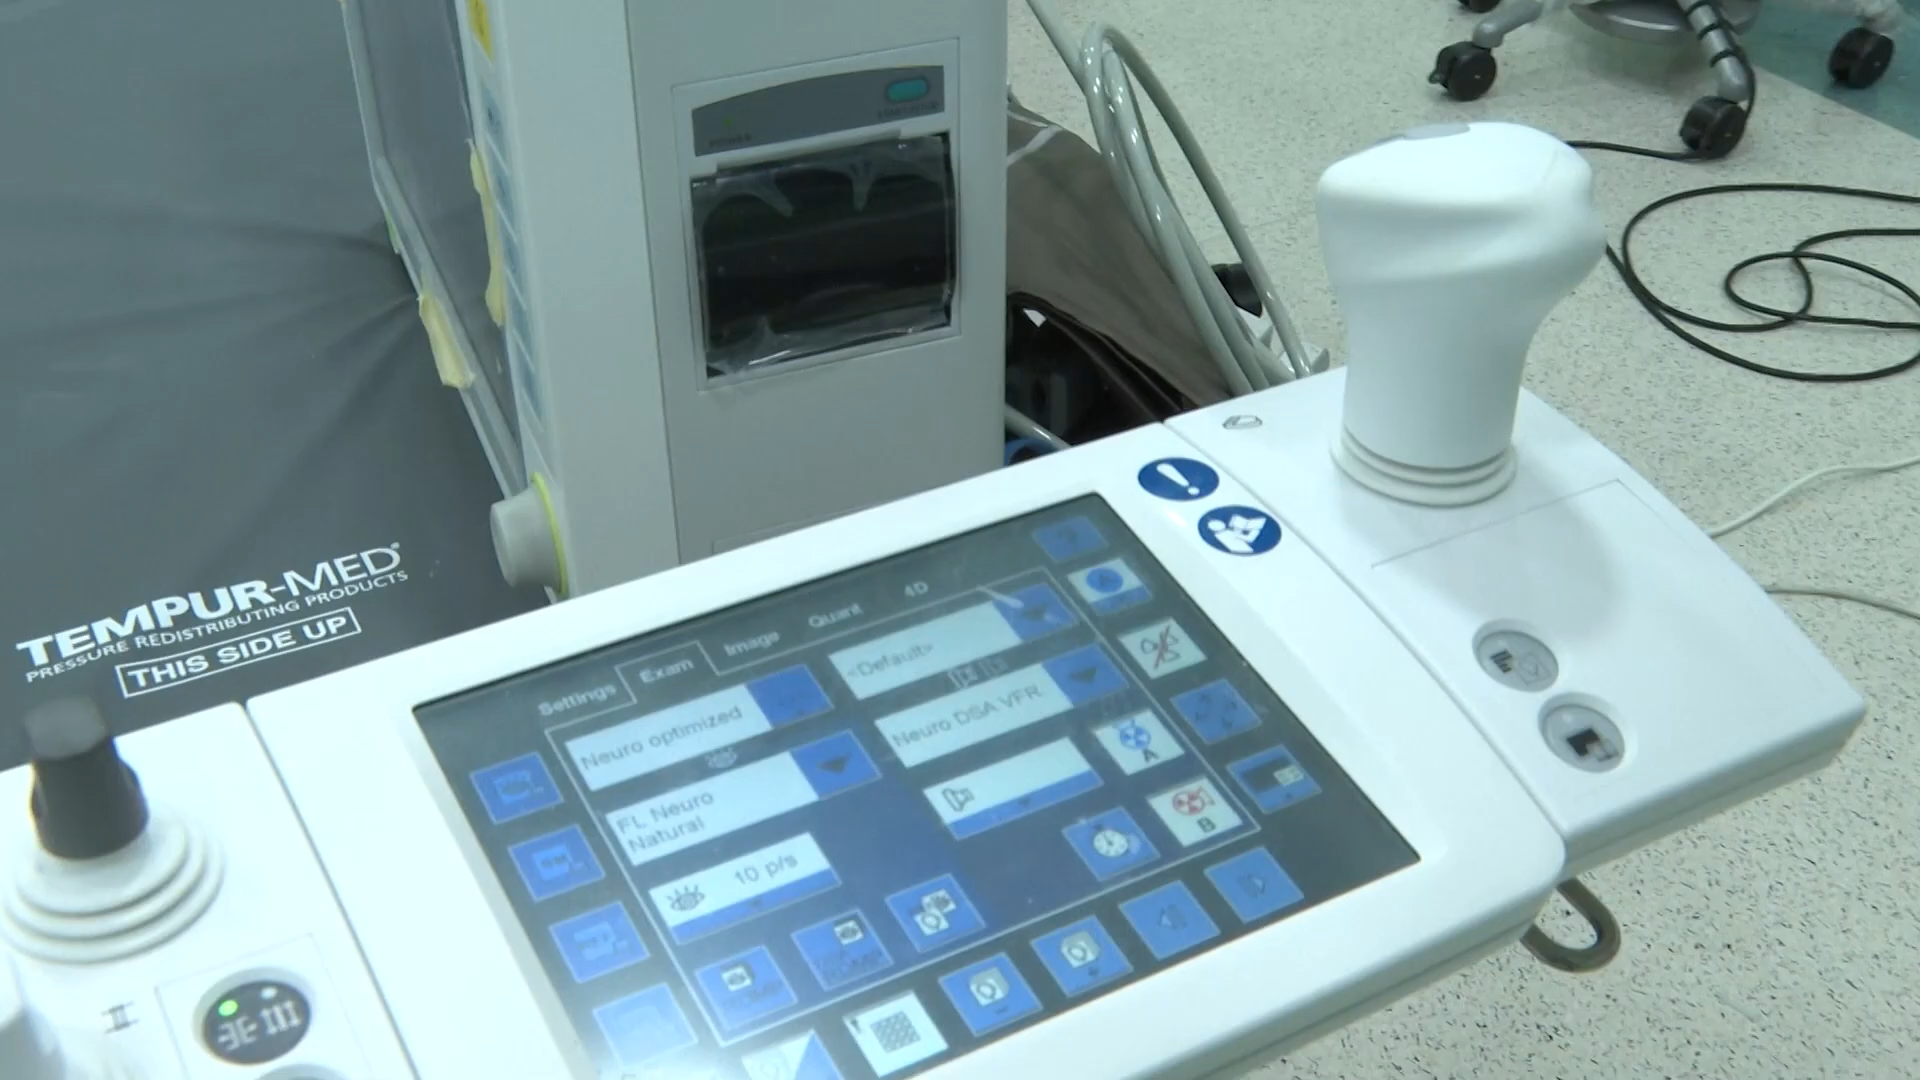 TEMPUR-MED®
PRESSURE REDISTRIBUTING PRODUCTS
THIS SIDE UP
Settings
Exam
Image
Quant
4D
Neuro optimized
<Default>
FL Neuro
Natural
Neuro DSA VFR
10 p/s
A
B